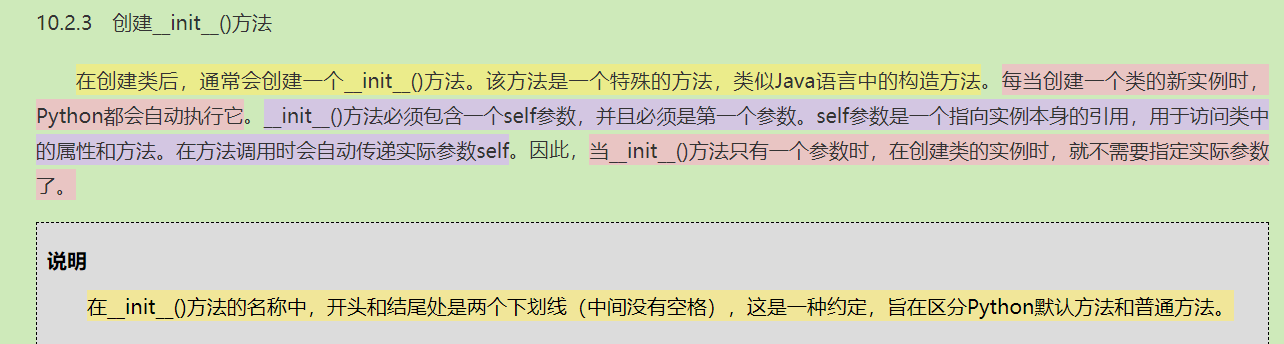 10.2.3 创建__init__()方法
在创建类后，通常会创建一个__init__()方法。该方法是一个特殊的方法，类似Java语言中的构造方法。每当创建一个类的新实例时，
Python都会自动执行它。__init__()方法必须包含一个self参数，并且必须是第一个参数。self参数是一个指向实例本身的引用，用于访问类中
的属性和方法。在方法调用时会自动传递实际参数self。因此，当__init__()方法只有一个参数时，在创建类的实例时，就不需要指定实际参数
了。
说明
在__init__()方法的名称中，开头和结尾处是两个下划线（中间没有空格），这是一种约定，旨在区分Python默认方法和普通方法。